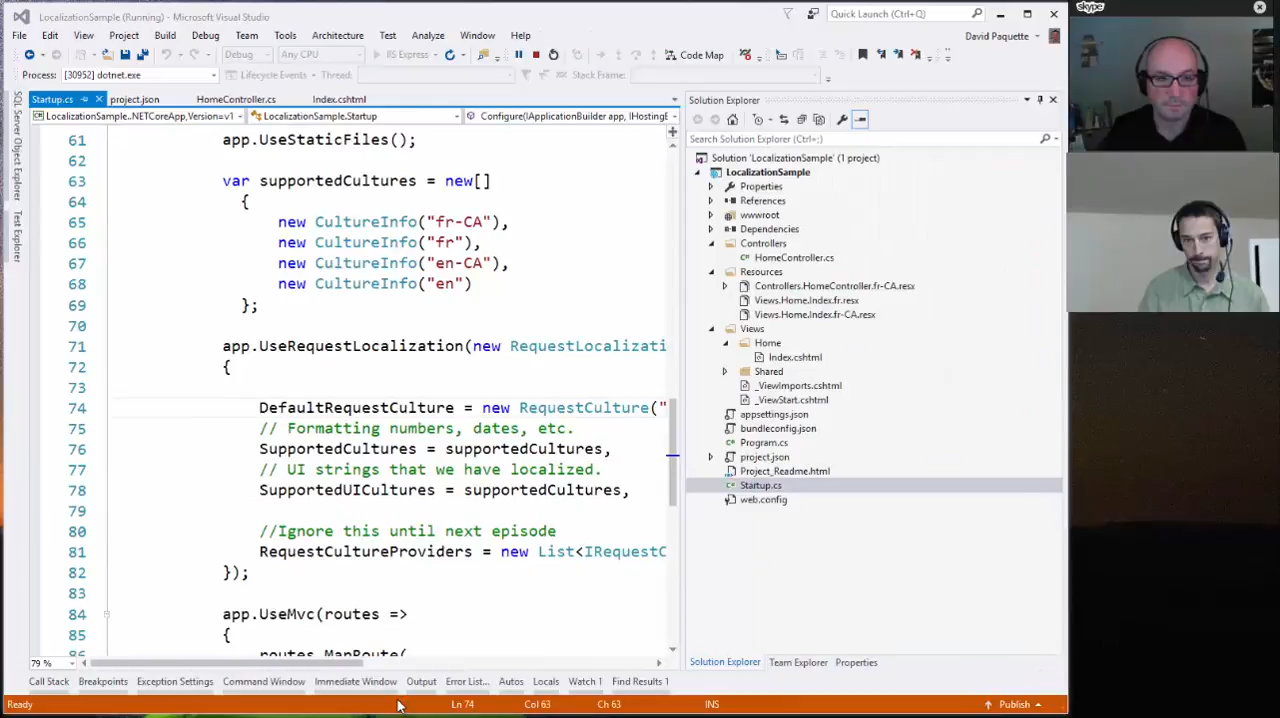 LocalizationSample (Running) - Microsoft Visual Studio
Quick Launch (Ctrl+;)
skype
File Edit View Project Build Debug Team Tools Architecture Test Analyze Window Help
David Paquette
Debug Any CPU IIS Express Code Map
Process: [30952] dotnet.exe Lifecycle Events Thread: Stack Frame:
Startup.cs project.json HomeController.cs Index.cshtml
Solution Explorer
LocalizationSample..NETCoreApp,Version=v1 LocalizationSample.Startup Configure(IApplicationBuilder app, IHostingE
SQL Server Object Explorer
Test Explorer
61 app.UseStaticFiles();
62
63 var supportedCultures = new[]
64 {
65 new CultureInfo("fr-CA"),
66 new CultureInfo("fr"),
67 new CultureInfo("en-CA"),
68 new CultureInfo("en")
69 };
70
71 app.UseRequestLocalization(new RequestLocalizati
72 {
73
74 DefaultRequestCulture = new RequestCulture("
75 // Formatting numbers, dates, etc.
76 SupportedCultures = supportedCultures,
77 // UI strings that we have localized.
78 SupportedUICultures = supportedCultures,
79
80 //Ignore this until next episode
81 RequestCultureProviders = new List<IRequestC
82 });
83
84 app.UseMvc(routes =>
85 {
86 routes.MapRoute(
79 %
Search Solution Explorer (Ctrl+;)
Solution 'LocalizationSample' (1 project)
LocalizationSample
Properties
References
wwwroot
Dependencies
Controllers
HomeController.cs
Resources
Controllers.HomeController.fr-CA.resx
Views.Home.Index.fr.resx
Views.Home.Index.fr-CA.resx
Views
Home
Index.cshtml
Shared
_ViewImports.cshtml
_ViewStart.cshtml
appsettings.json
bundleconfig.json
Program.cs
project.json
Project_Readme.html
Startup.cs
web.config
Solution Explorer Team Explorer Properties
Call Stack Breakpoints Exception Settings Command Window Immediate Window Output Error List... Autos Locals Watch 1 Find Results 1
Ready Ln 74 Col 63 Ch 63 INS Publish